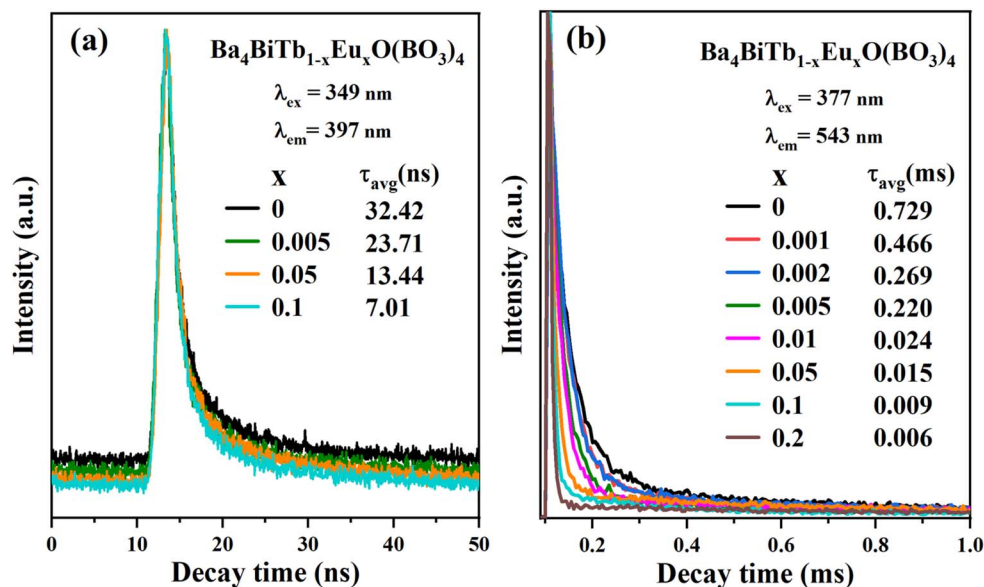 (a)
Ba₄BiTb₁₋ₓEuₓO(BO₃)₄
λₑₓ = 349 nm
λₑₘ= 397 nm
x τₐᵥg(ns)
0 32.42
0.005 23.71
0.05 13.44
0.1 7.01
Intensity (a.u.)
0 10 20 30 40 50
Decay time (ns)
(b)
Ba₄BiTb₁₋ₓEuₓO(BO₃)₄
λₑₓ = 377 nm
λₑₘ= 543 nm
x τₐᵥg(ms)
0 0.729
0.001 0.466
0.002 0.269
0.005 0.220
0.01 0.024
0.05 0.015
0.1 0.009
0.2 0.006
Intensity (a.u.)
0.2 0.4 0.6 0.8 1.0
Decay time (ms)